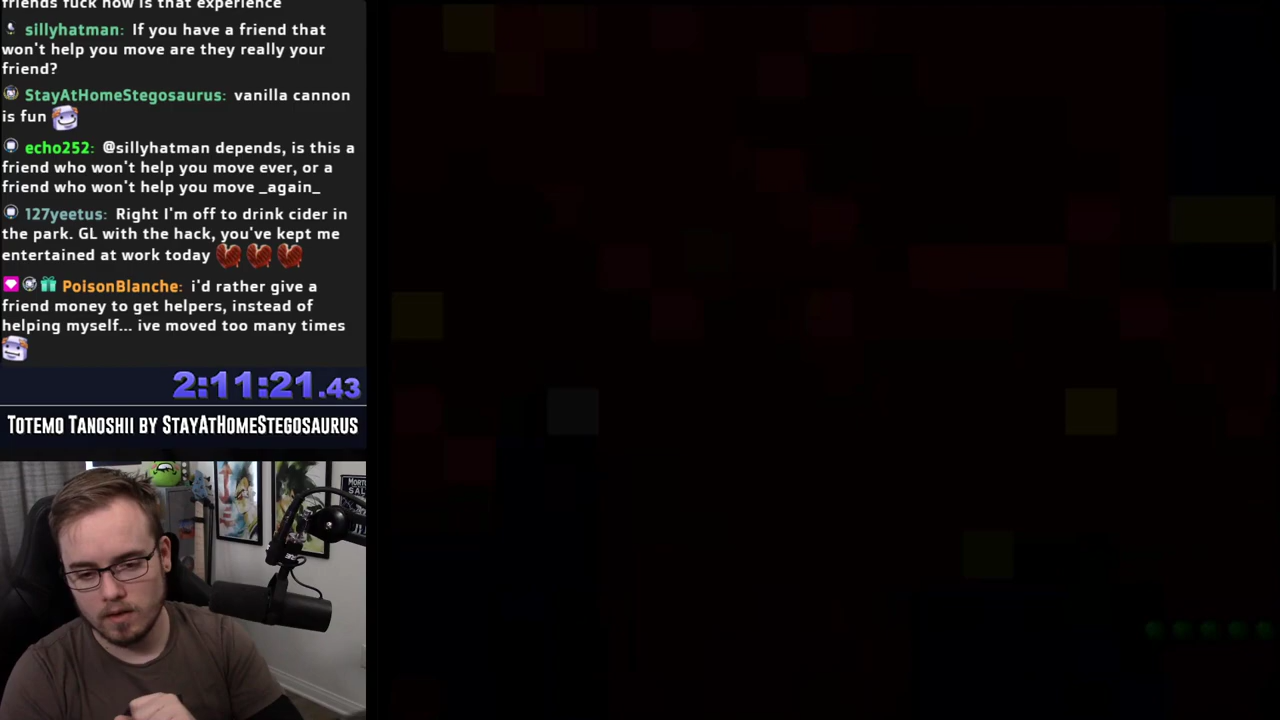 friends fuck how is that experience
sillyhatman: If you have a friend that
won't help you move are they really your
friend?
StayAtHomeStegosaurus: vanilla cannon
is fun
echo252: @sillyhatman depends, is this a
friend who won't help you move ever, or a
friend who won't help you move _again_
127yeetus: Right I'm off to drink cider in
the park. GL with the hack, you've kept me
entertained at work today
PoisonBlanche: i'd rather give a
friend money to get helpers, instead of
helping myself... ive moved too many times
2:11:21.43
Totemo Tanoshii by StayAtHomeStegosaurus